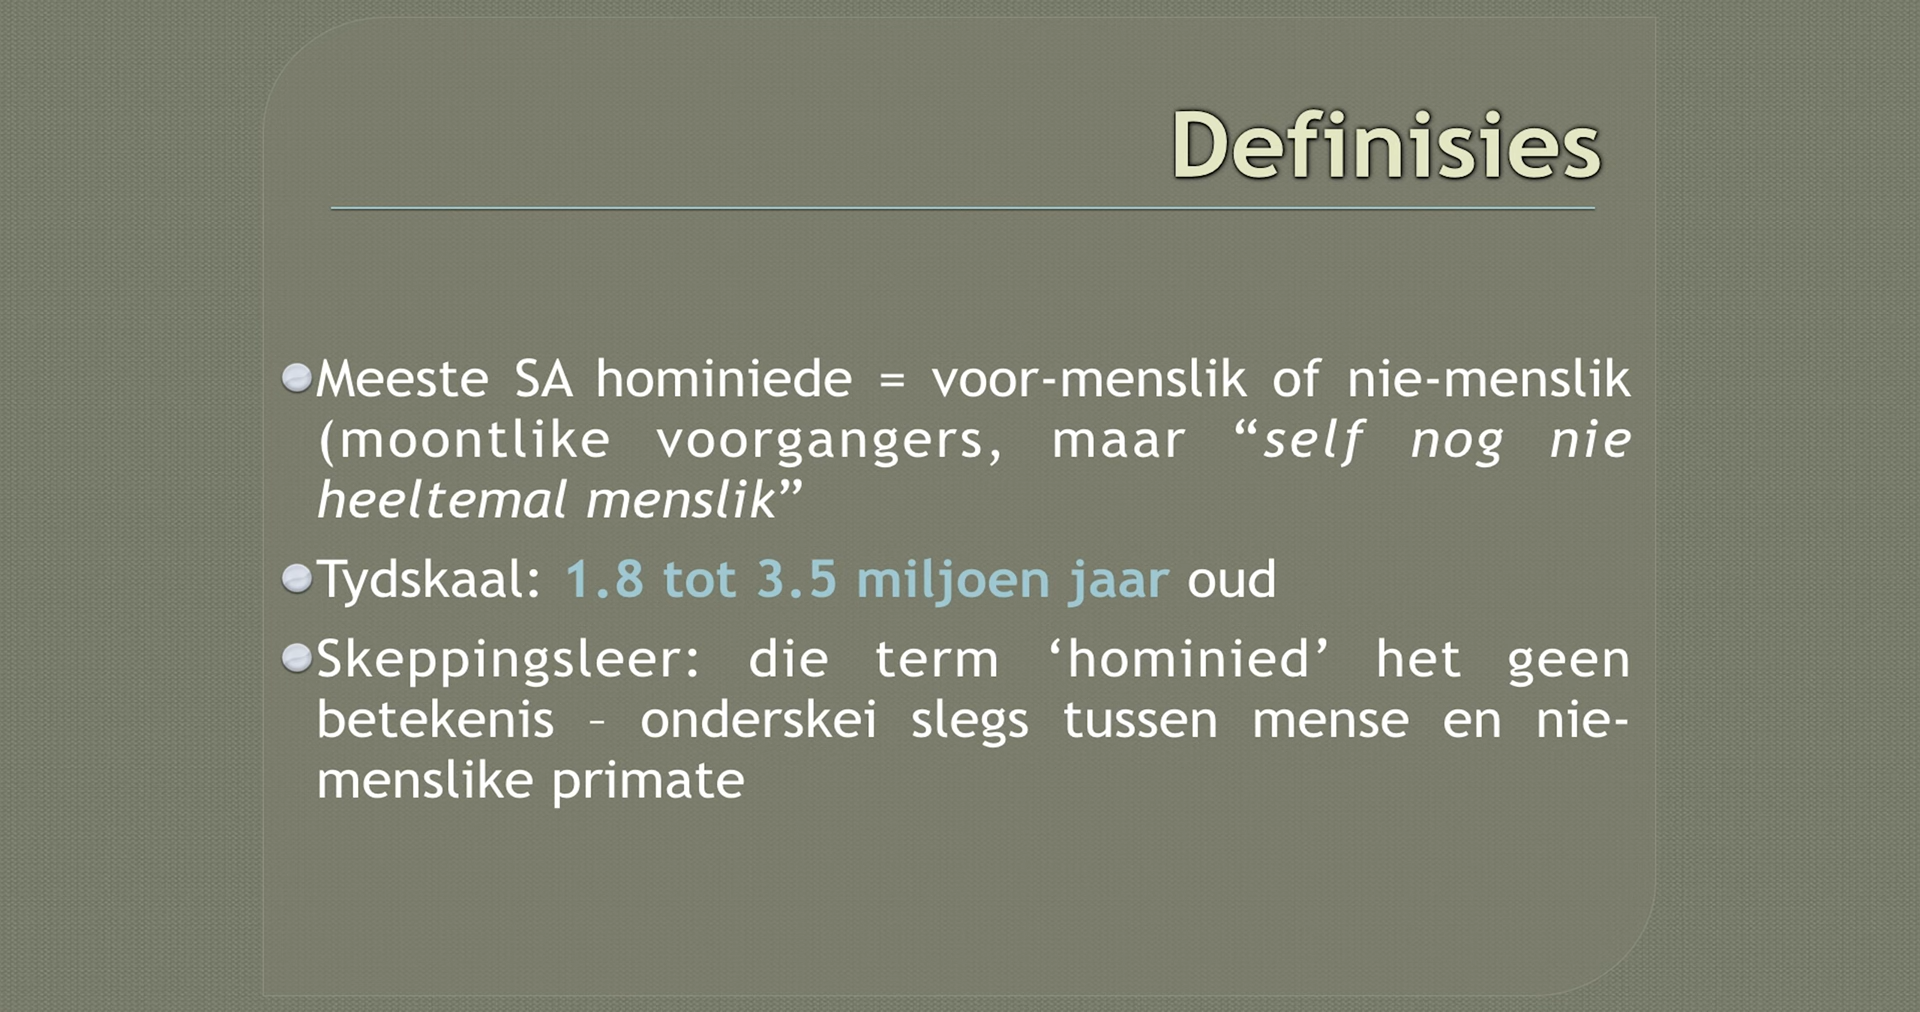 Definisies
Meeste SA hominiede = voor-menslik of nie-menslik
(moontlike voorgangers, maar “self nog nie
heeltemal menslik”
Tydskaal: 1.8 tot 3.5 miljoen jaar oud
Skeppingsleer: die term ‘hominied’ het geen
betekenis – onderskei slegs tussen mense en nie-
menslike primate